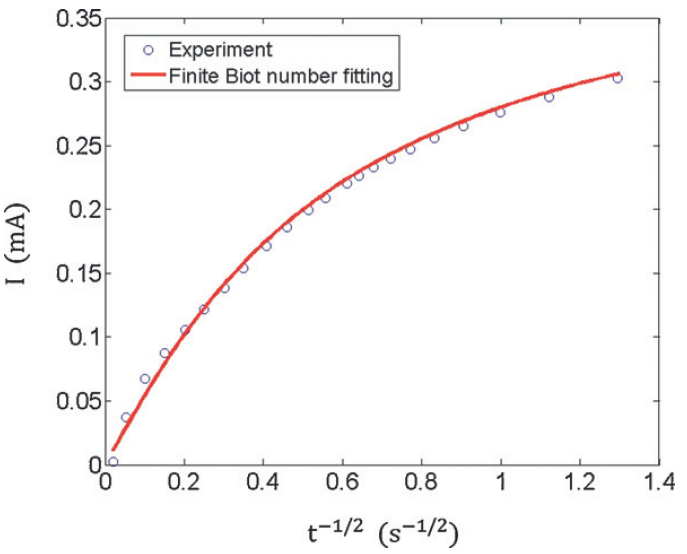 0.35
0.3
0.25
0.2
0.15
0.1
0.05
0
I (mA)
Experiment
Finite Biot number fitting
0 0.2 0.4 0.6 0.8 1 1.2 1.4
t⁻¹/² (s⁻¹/²)